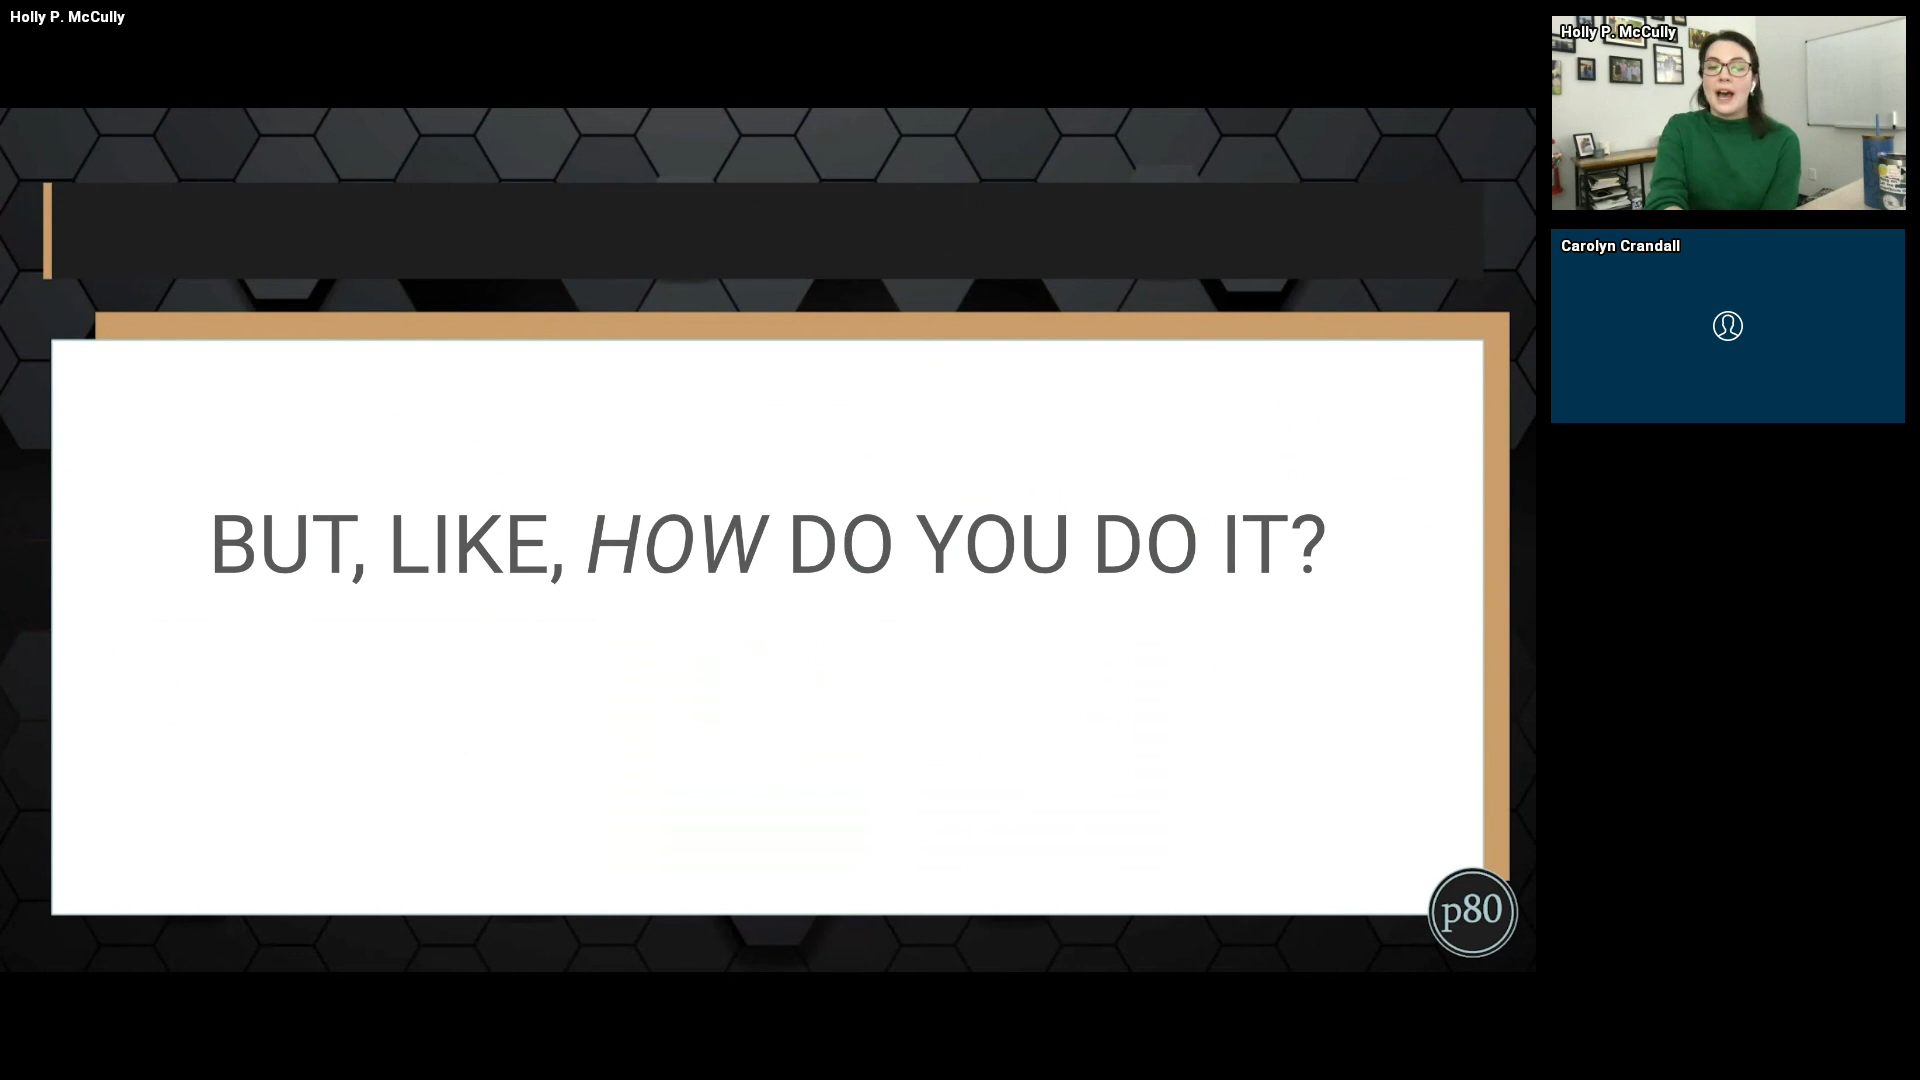 Holly P. McCully
Holly P. McCully
Carolyn Crandall
BUT, LIKE, HOW DO YOU DO IT?
p80